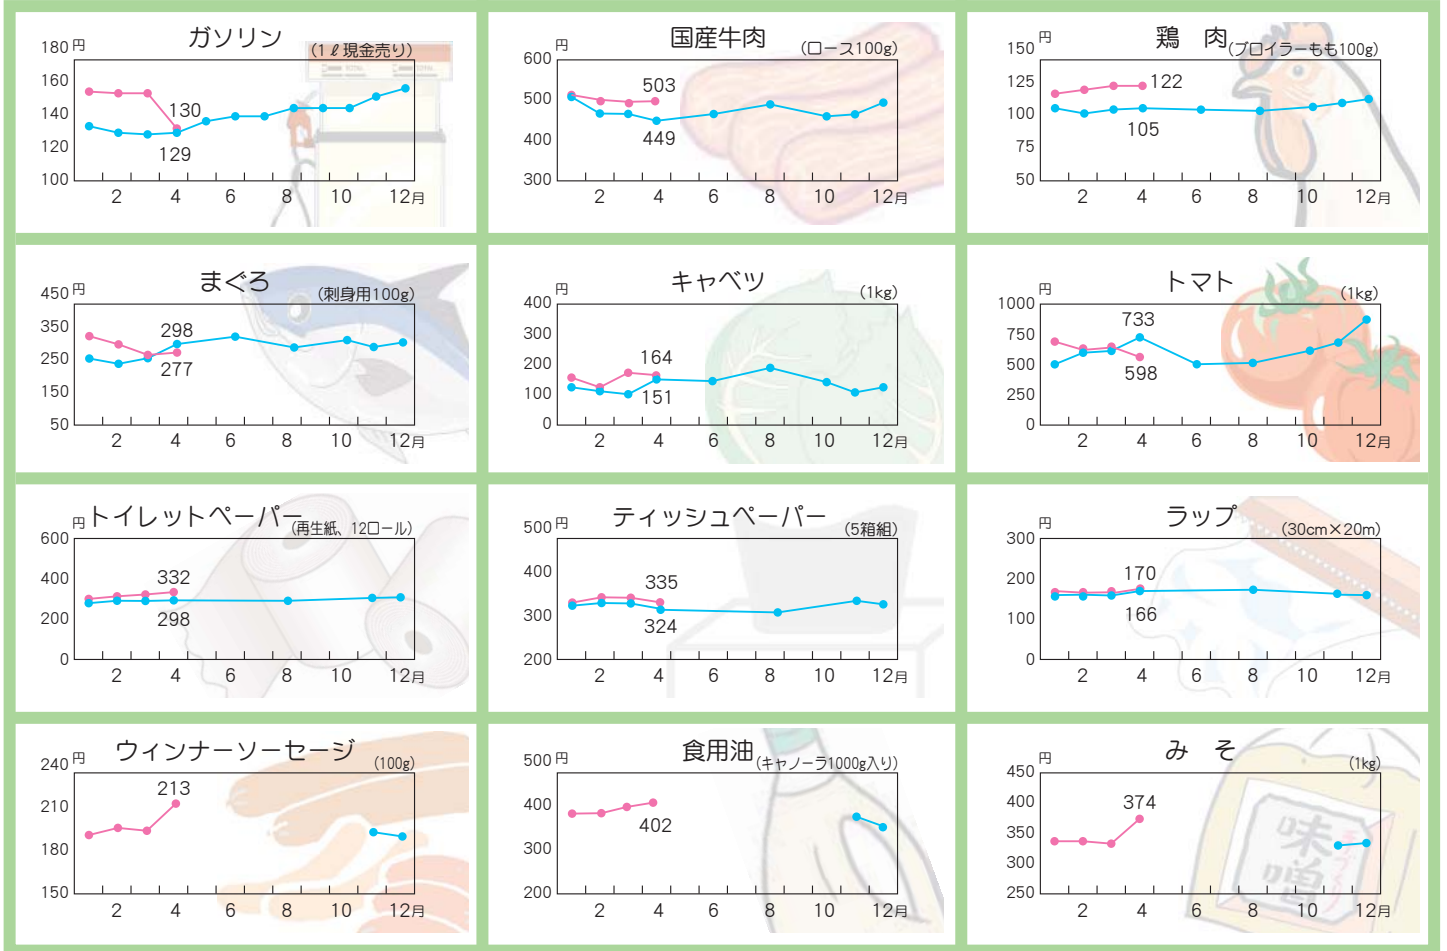 ガソリン
(1ℓ現金売り)
180円
160
140
120
100
130
129
2 4 6 8 10 12月
国産牛肉
(ロース100g)
円
600
500
400
300
503
449
2 4 6 8 10 12月
鶏 肉
(ブロイラーもも100g)
150円
125
100
75
50
122
105
2 4 6 8 10 12月
まぐろ
(刺身用100g)
450円
350
250
150
50
298
277
2 4 6 8 10 12月
キャベツ
(1kg)
円
400
300
200
100
0
164
151
2 4 6 8 10 12月
トマト
(1kg)
円
1000
750
500
250
0
733
598
2 4 6 8 10 12月
円トイレットペーパー
(再生紙、12ロール)
600
400
200
0
332
298
2 4 6 8 10 12月
ティッシュペーパー
(5箱組)
500円
400
300
200
335
324
2 4 6 8 10 12月
ラップ
(30cm×20m)
円
300
200
100
0
170
166
2 4 6 8 10 12月
ウィンナーソーセージ
(100g)
240円
210
180
150
213
2 4 6 8 10 12月
食用油
(キャノーラ1000g入り)
500円
400
300
200
402
2 4 6 8 10 12月
み そ
(1kg)
円
450
400
350
300
250
374
味噌
2 4 6 8 10 12月